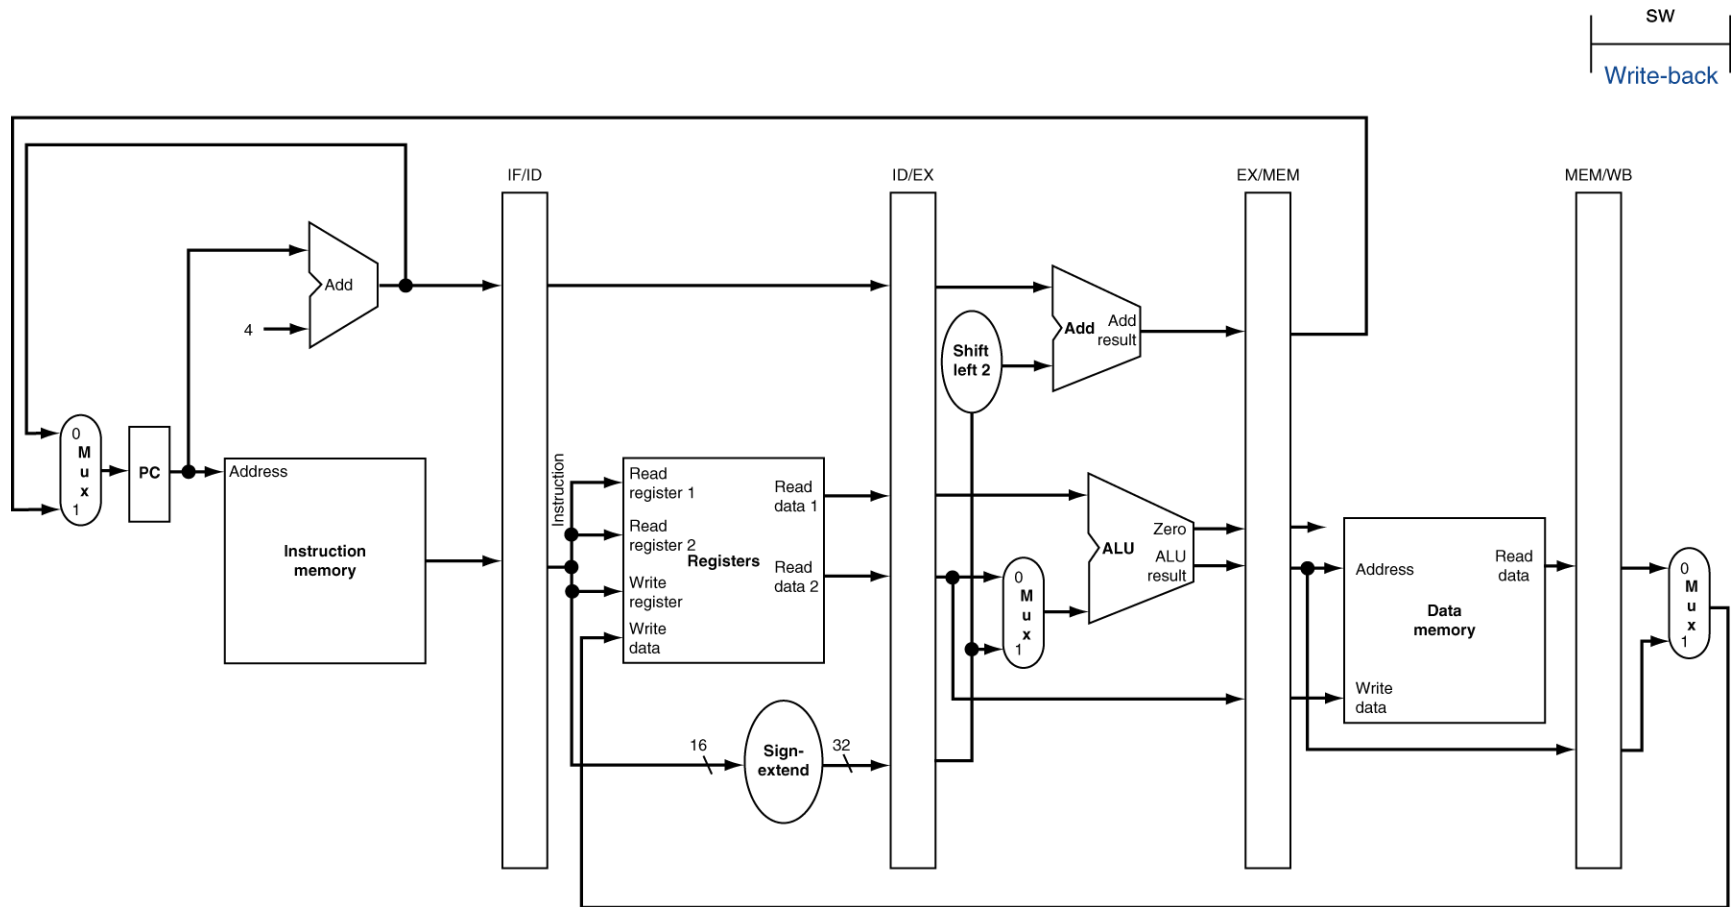 SW
Write-back
IF/ID
ID/EX
EX/MEM
MEM/WB
Add
4
Add
Add
result
Shift
left 2
0
M
u
x
1
PC
Address
Instruction
memory
Instruction
Read
register 1
Read
register 2
Write
register
Write
data
Registers
Read
data 1
Read
data 2
16
Sign-
extend
32
0
M
u
x
1
ALU
Zero
ALU
result
Address
Read
data
Data
memory
Write
data
0
M
u
x
1